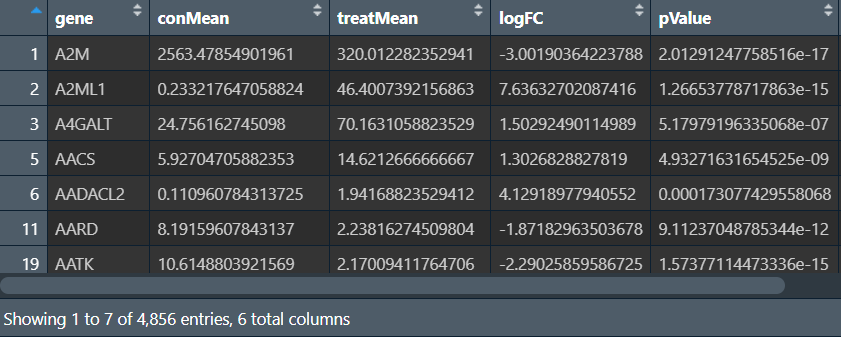 gene conMean treatMean logFC pValue
1 A2M 2563.47854901961 320.012282352941 -3.00190364223788 2.01291247758516e-17
2 A2ML1 0.233217647058824 46.4007392156863 7.63632702087416 1.26653778717863e-15
3 A4GALT 24.756162745098 70.1631058823529 1.50292490114989 5.17979196335068e-07
5 AACS 5.92704705882353 14.6212666666667 1.3026828827819 4.93271631654525e-09
6 AADACL2 0.110960784313725 1.94168823529412 4.12918977940552 0.000173077429558068
11 AARD 8.19159607843137 2.23816274509804 -1.87182963503678 9.11237048785344e-12
19 AATK 10.6148803921569 2.17009411764706 -2.29025859586725 1.57377114473336e-15
Showing 1 to 7 of 4,856 entries, 6 total columns